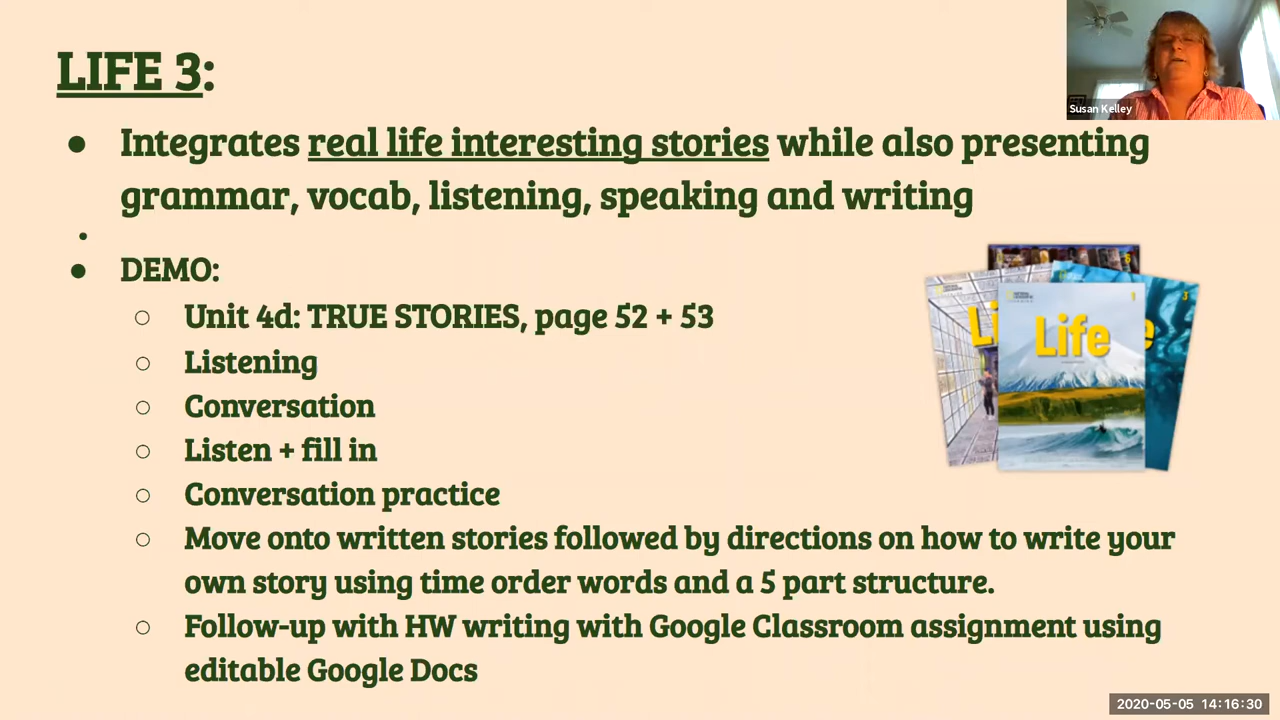 LIFE 3:
Susan Kelley
● Integrates real life interesting stories while also presenting
grammar, vocab, listening, speaking and writing
•
● DEMO:
○ Unit 4d: TRUE STORIES, page 52 + 53
○ Listening
○ Conversation
○ Listen + fill in
○ Conversation practice
○ Move onto written stories followed by directions on how to write your
own story using time order words and a 5 part structure.
○ Follow-up with HW writing with Google Classroom assignment using
editable Google Docs
Life
1
3
6
2020-05-05 14:16:30